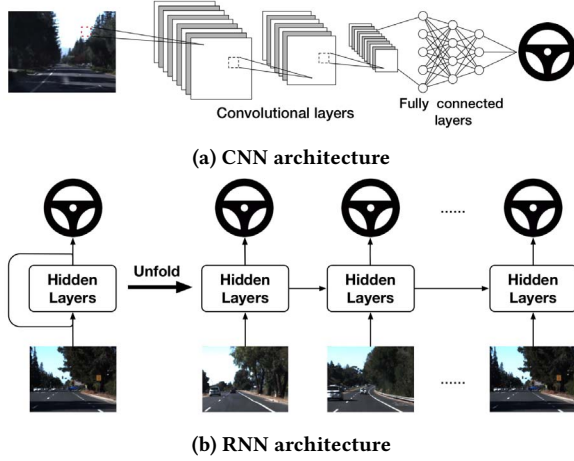 Convolutional layers
Fully connected
layers
(a) CNN architecture
......
Hidden
Layers
Unfold
Hidden
Layers
Hidden
Layers
Hidden
Layers
......
(b) RNN architecture